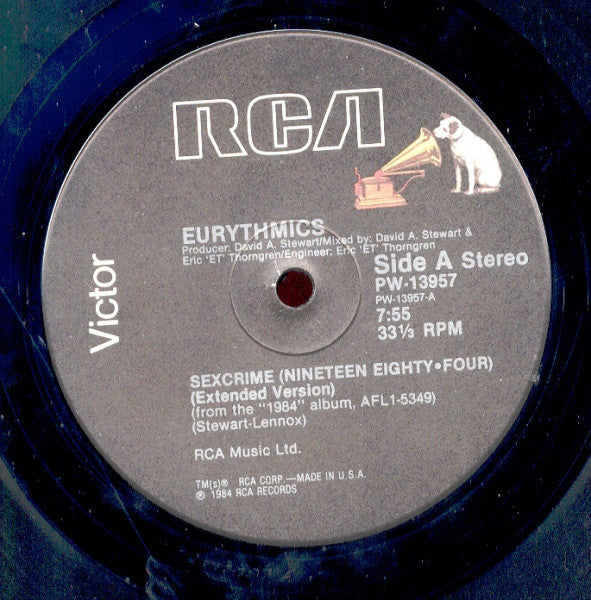 RCA
Victor
EURYTHMICS
Producer: David A. Stewart/Mixed by: David A. Stewart &
Eric 'ET' Thorngren/Engineer: Eric 'ET' Thorngren
Side A Stereo
PW-13957
PW-13957-A
7:55
33⅓ RPM
SEXCRIME (NINETEEN EIGHTY•FOUR)
(Extended Version)
(from the "1984" album, AFL1-5349)
(Stewart-Lennox)
RCA Music Ltd.
TM(s)® RCA CORP.—MADE IN U.S.A.
℗ 1984 RCA RECORDS